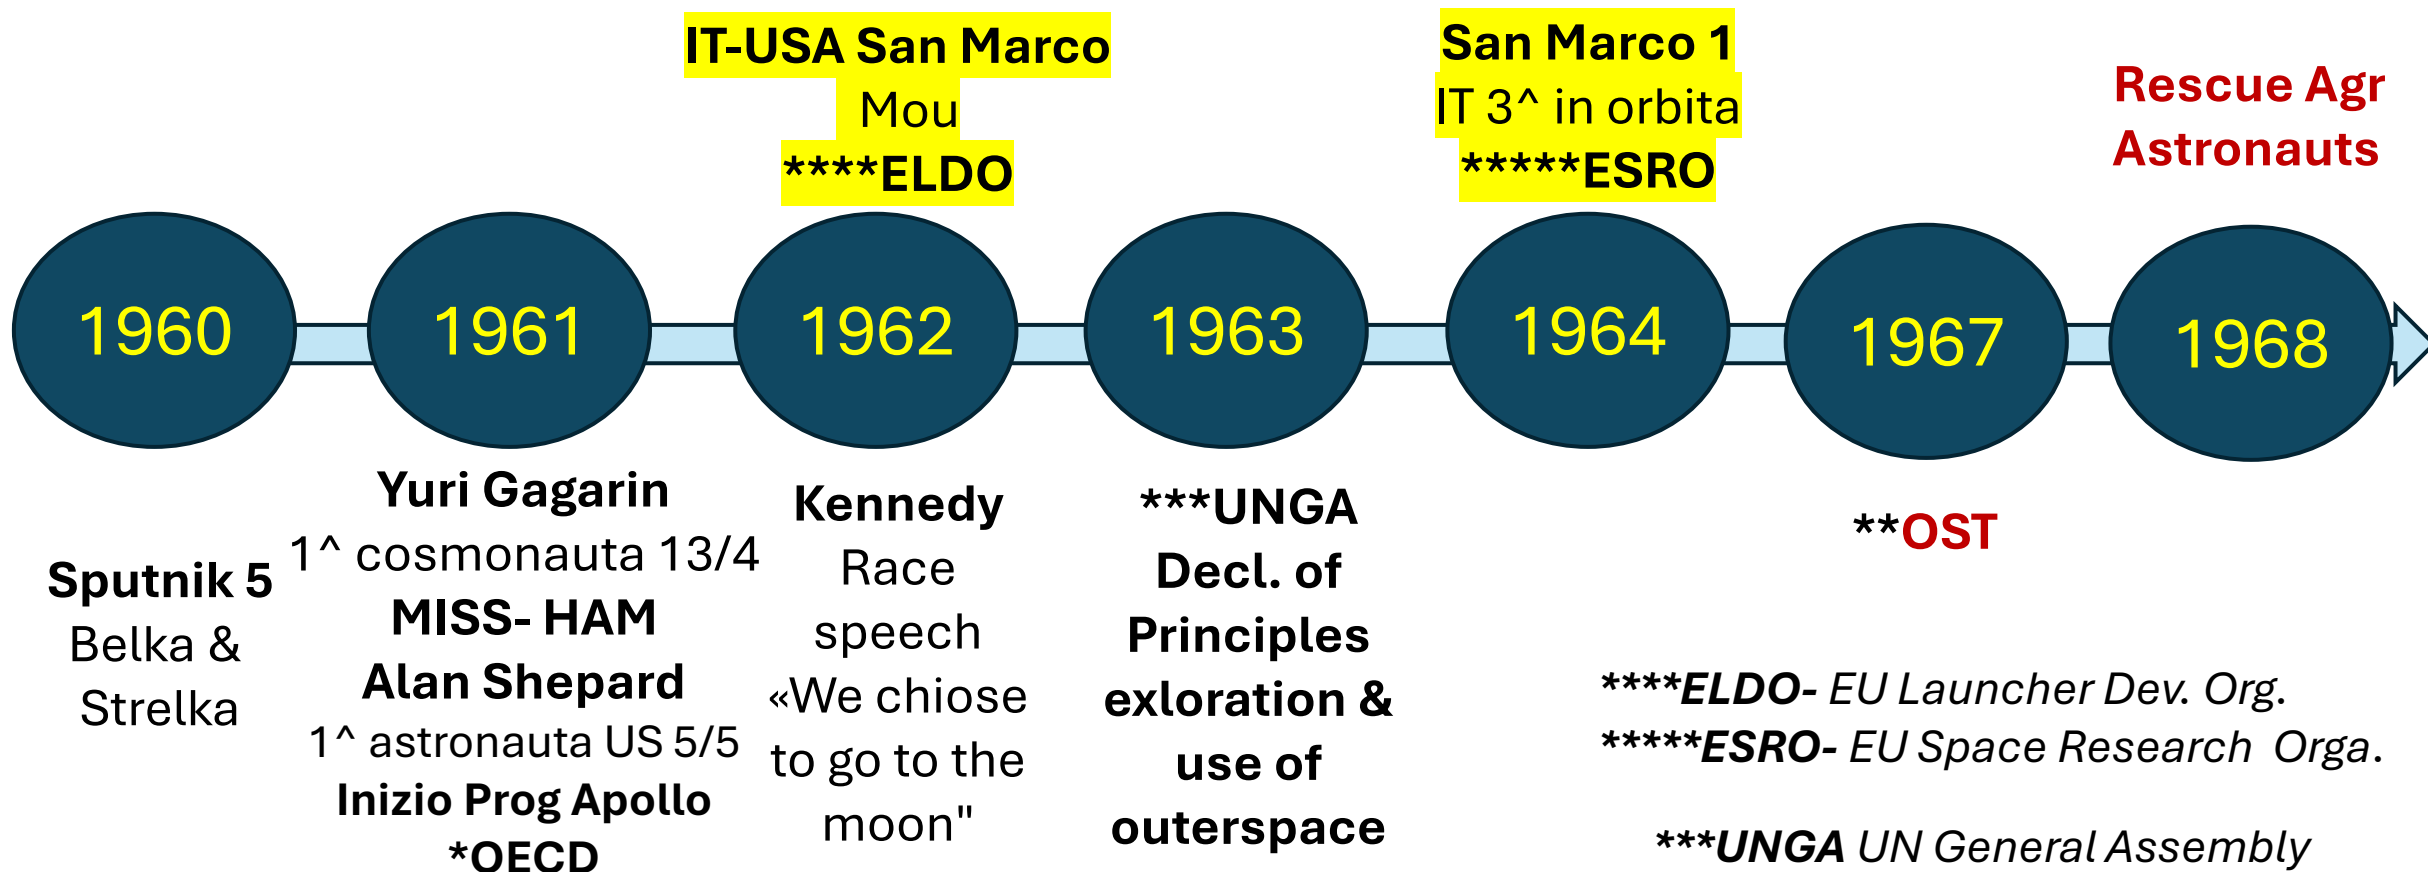 IT-USA San Marco
Mou
****ELDO
San Marco 1
IT 3^ in orbita
*****ESRO
Rescue Agr
Astronauts
1960
1961
1962
1963
1964
1967
1968
Sputnik 5
Belka &
Strelka
Yuri Gagarin
1^ cosmonauta 13/4
MISS- HAM
Alan Shepard
1^ astronauta US 5/5
Inizio Prog Apollo
*OECD
Kennedy
Race
speech
«We chiose
to go to the
moon"
***UNGA
Decl. of
Principles
exloration &
use of
outerspace
**OST
****ELDO- EU Launcher Dev. Org.
*****ESRO- EU Space Research Orga.
***UNGA UN General Assembly